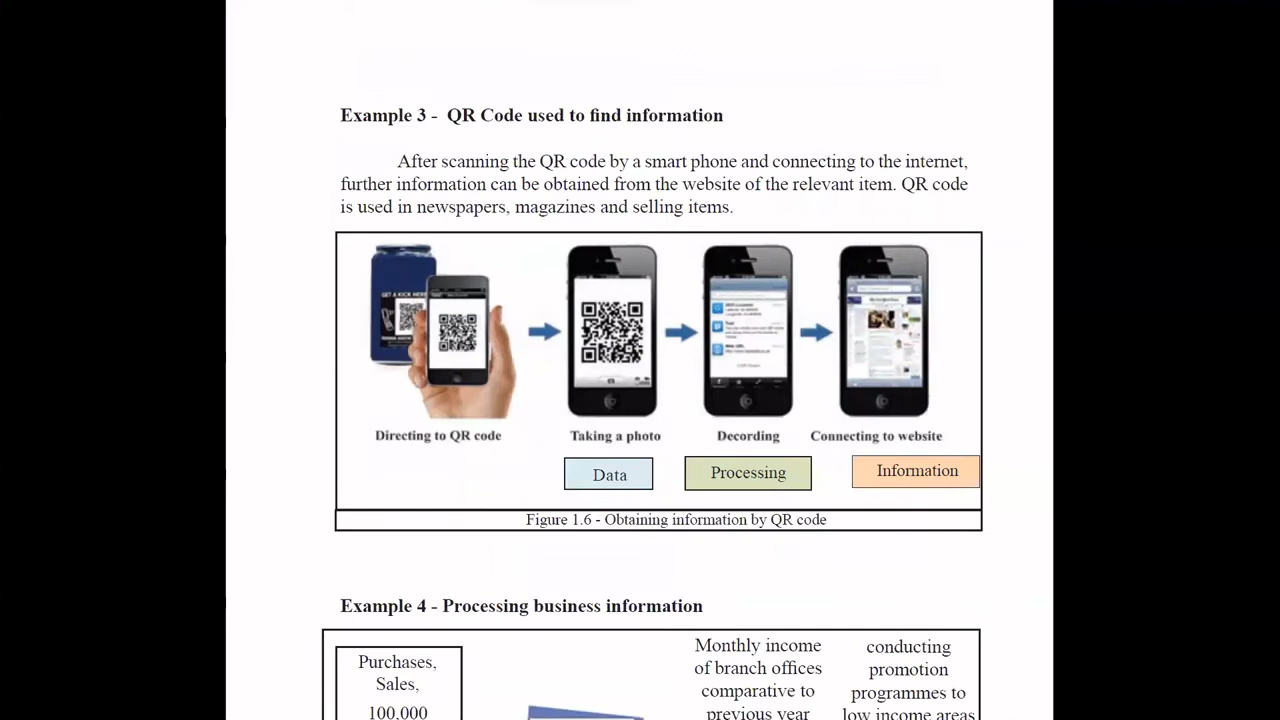 Example 3 - QR Code used to find information
After scanning the QR code by a smart phone and connecting to the internet,
further information can be obtained from the website of the relevant item. QR code
is used in newspapers, magazines and selling items.
GET A KICK HERE
Directing to QR code
Taking a photo
Decording
Connecting to website
Data
Processing
Information
Figure 1.6 - Obtaining information by QR code
Example 4 - Processing business information
Purchases,
Sales,
100,000
Monthly income
of branch offices
comparative to
previous year
conducting
promotion
programmes to
low income areas